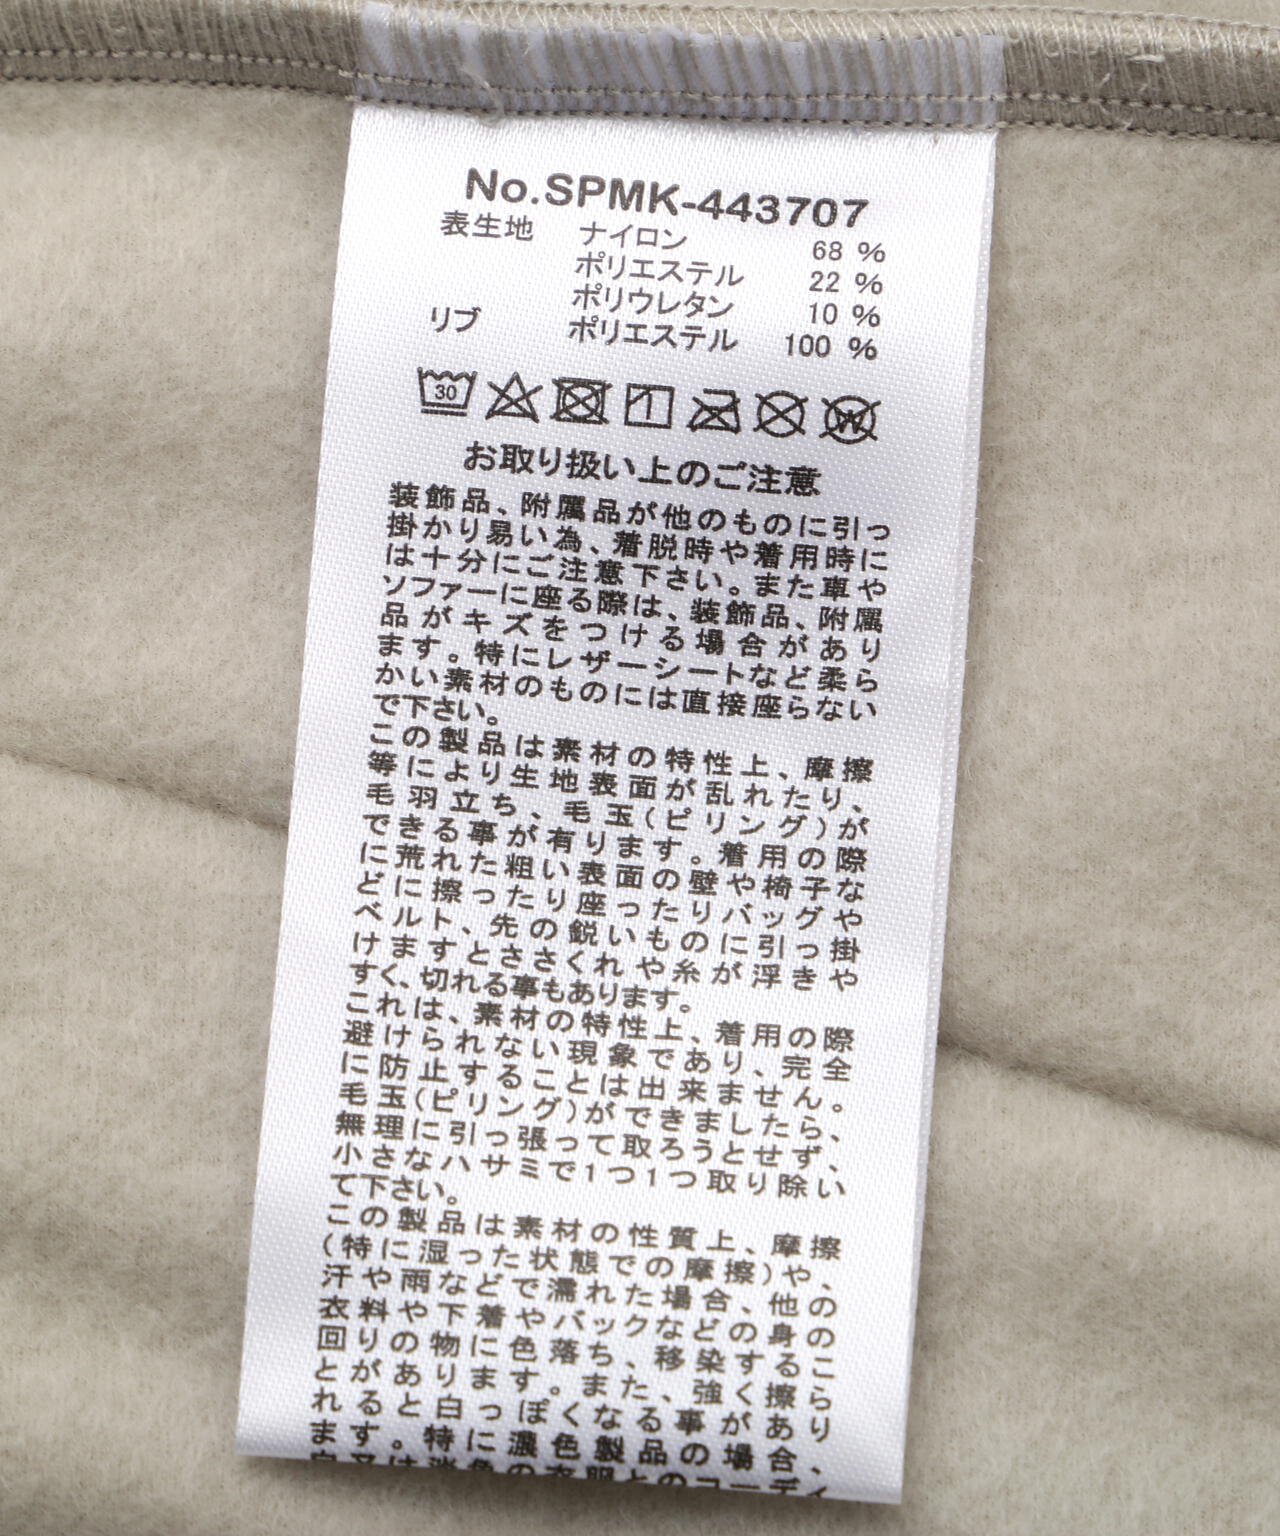 No.SPMK-443707
表生地 ナイロン 68 %
ポリエステル 22 %
ポリウレタン 10 %
リブ ポリエステル 100 %
30 W
お取り扱い上のご注意
装飾品、附属品が他のものに引っ
掛かり易い為、着脱時や着用時に
は十分にご注意下さい。また車や
ソファーに座る際は、装飾品、附属
品がキズをつける場合があり
ます。特にレザーシートなど柔ら
かい素材のものには直接座らない
で下さい。
この製品は素材の特性上、摩擦
等により生地表面が乱れたり、
毛羽立ち、毛玉(ピリング)が
できる事が有ります。着用の際
に荒れた粗い表面の壁や椅子な
どに擦ったり座ったりバッグや
ベルト、先の鋭いものに引っ掛
けますとささくれや糸が浮きや
すく、切れる事もあります。
これは、素材の特性上、着用の際
避けられない現象であり、完全
に防止することは出来ません。
毛玉(ピリング)ができましたら、
無理に引っ張って取ろうとせず、
小さなハサミで1つ1つ取り除い
て下さい。
この製品は素材の性質上、摩擦
(特に湿った状態での摩擦)や、
汗や雨などで濡れた場合、他の
衣料や下着やバックなどの身の
回りの物に色落ち、移染するこ
とがあります。また、強く擦ら
れると白っぽくなる事があり
ます。特に濃色製品の場合、
白又は淡色の衣服とのコーディ